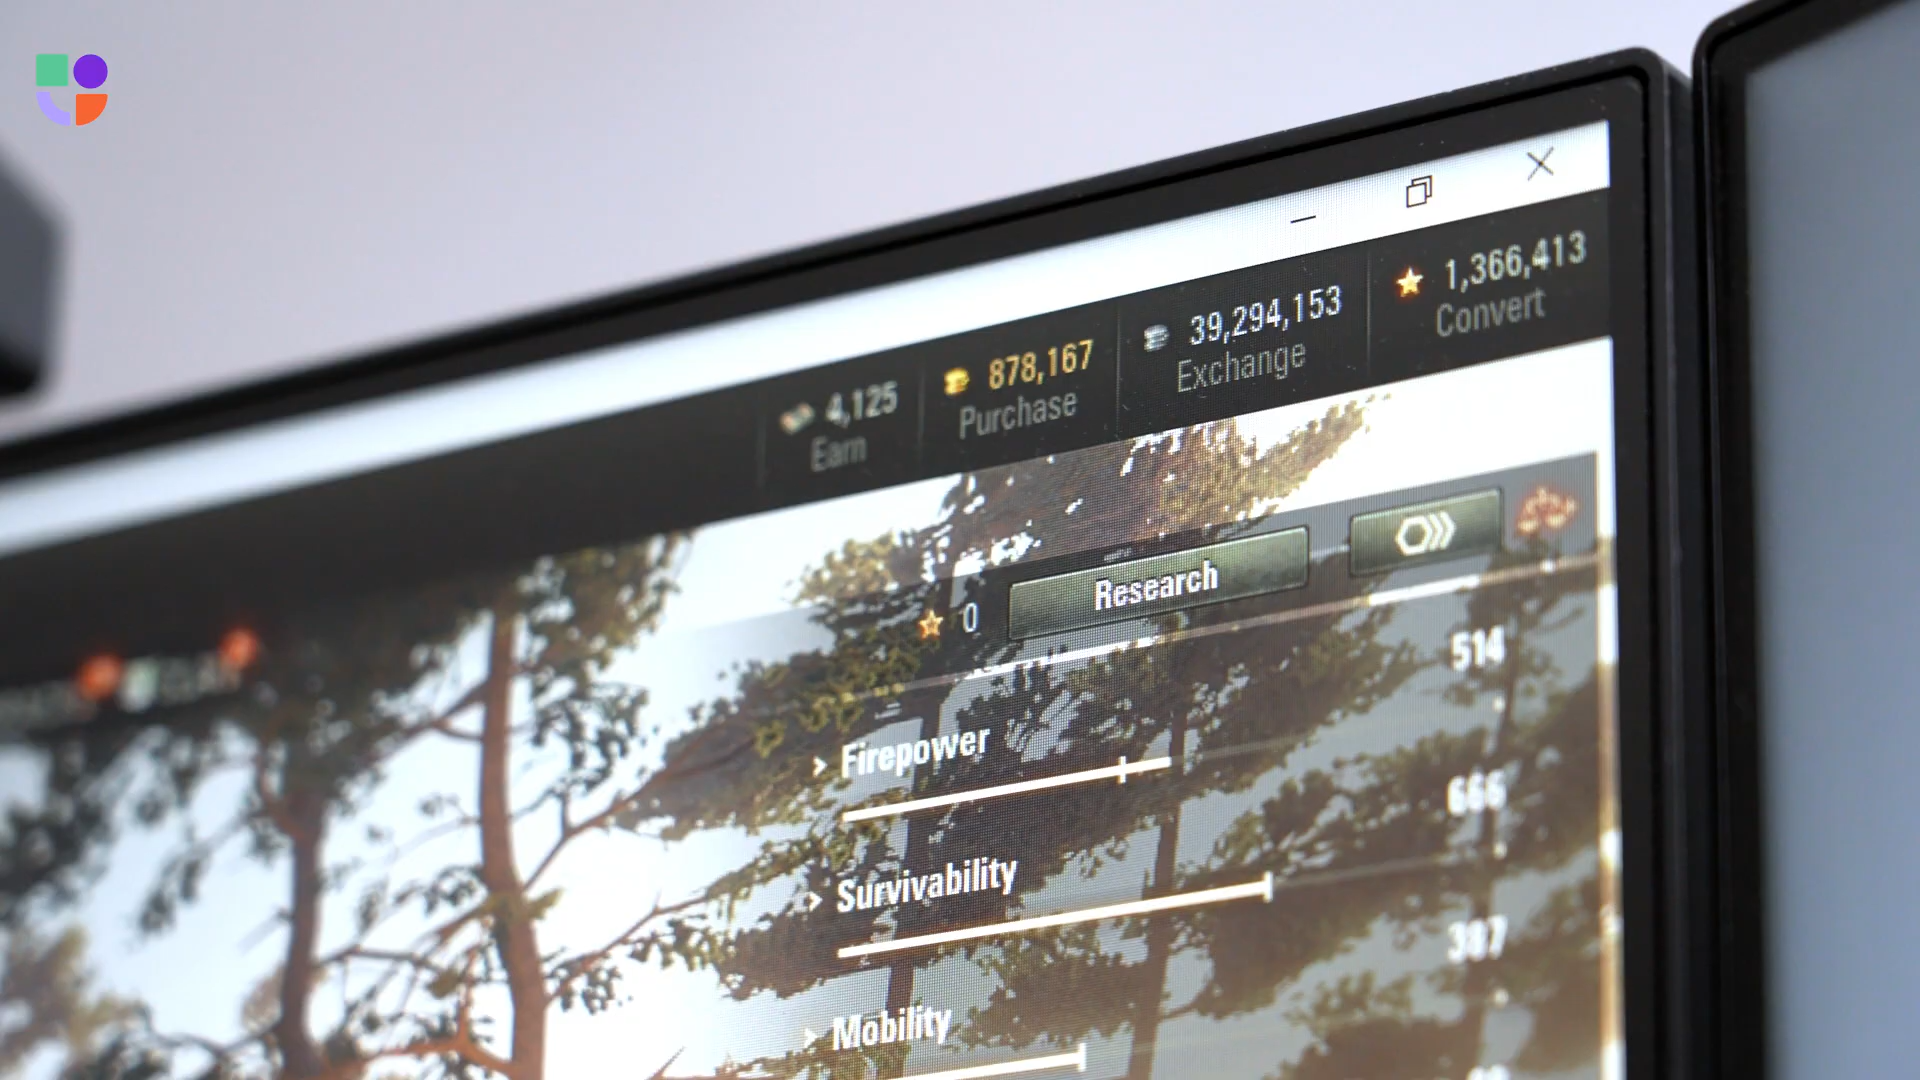 4,125
Earn
878,167
Purchase
39,294,153
Exchange
1,366,413
Convert
0
Research
514
Firepower
666
Survivability
387
Mobility